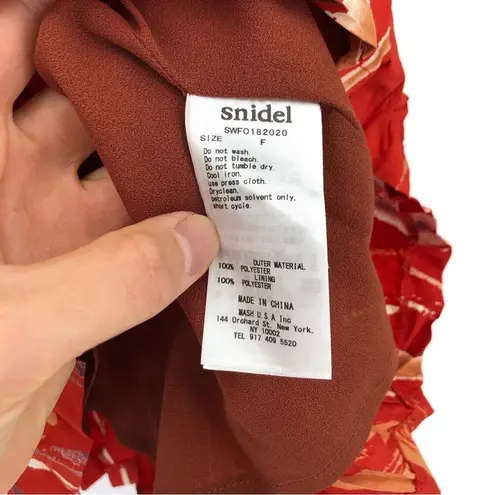 snidel
SWFO182020
SIZE F
Do not wash.
Do not bleach.
Do not tumble dry.
Cool iron.
use press cloth.
Dryclean.
petroleum solvent only.
short cycle.
OUTER MATERIAL
100% POLYESTER
LINING
100% POLYESTER
MADE IN CHINA
MASH U.S.A Inc
144 Orchard St. New York.
NY 10002
TEL 917 409 5520